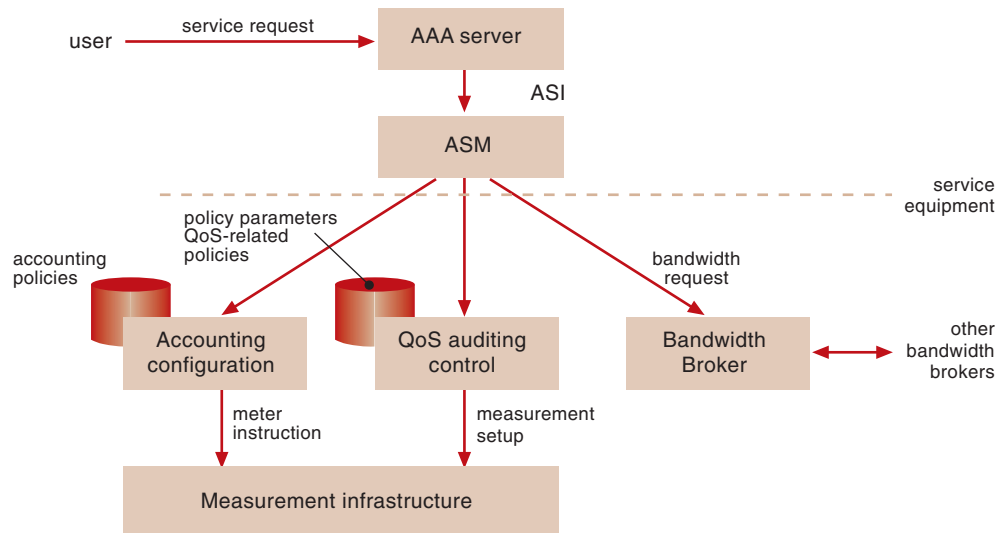 service request
user
AAA server
ASI
ASM
service
equipment
policy parameters
QoS-related
policies
accounting
policies
bandwidth
request
Accounting
configuration
QoS auditing
control
Bandwidth
Broker
other
bandwidth
brokers
meter
instruction
measurement
setup
Measurement infrastructure